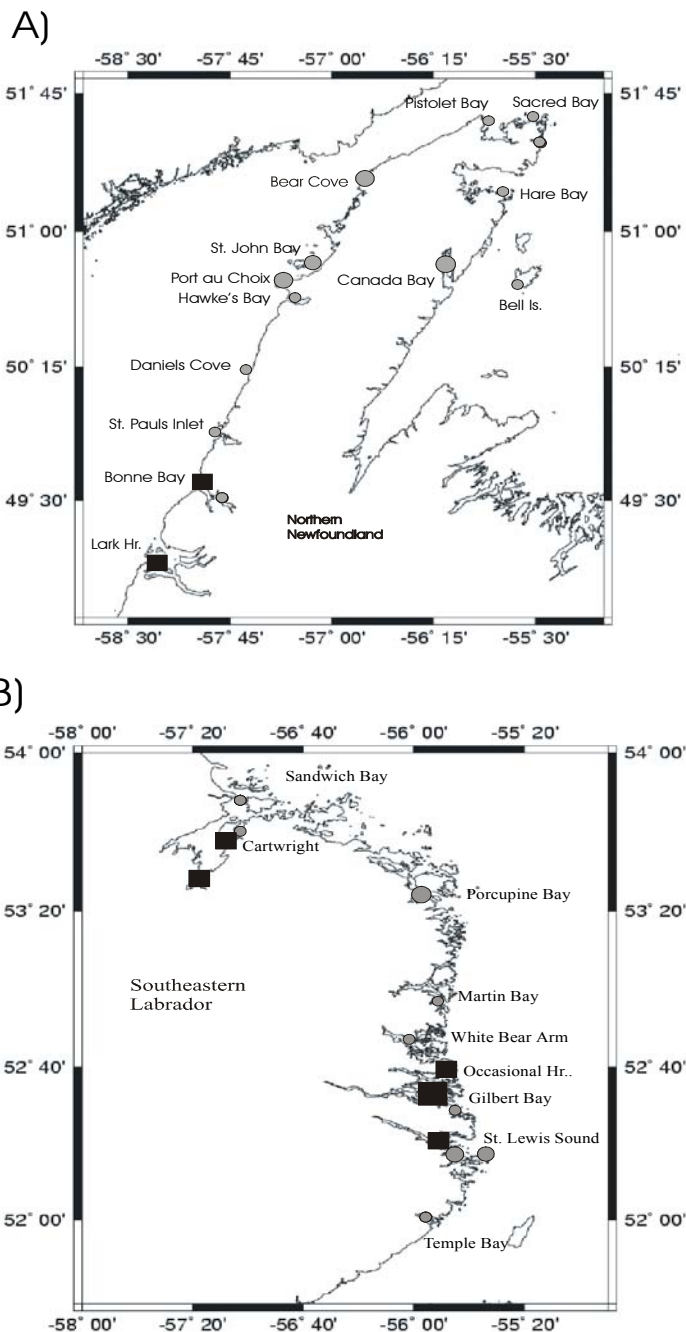 A)
-58° 30' -57° 45' -57° 00' -56° 15' -55° 30'
51° 45' 51° 45'
Pistolet Bay Sacred Bay
Bear Cove
Hare Bay
51° 00' 51° 00'
St. John Bay
Port au Choix Canada Bay
Hawke's Bay
Bell Is.
50° 15' 50° 15'
Daniels Cove
St. Pauls Inlet
Bonne Bay
49° 30' 49° 30'
Northern
Newfoundland
Lark Hr.
-58° 30' -57° 45' -57° 00' -56° 15' -55° 30'
B)
-58° 00' -57° 20' -56° 40' -56° 00' -55° 20'
54° 00' 54° 00'
Sandwich Bay
Cartwright
Porcupine Bay
53° 20' 53° 20'
Southeastern
Labrador
Martin Bay
White Bear Arm
52° 40' 52° 40'
Occasional Hr..
Gilbert Bay
St. Lewis Sound
52° 00' 52° 00'
Temple Bay
-58° 00' -57° 20' -56° 40' -56° 00' -55° 20'